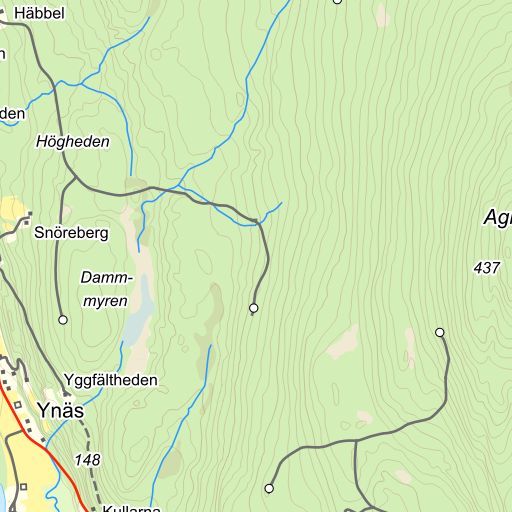 Häbbel
den
Högheden
Snöreberg
Damm-
myren
437
Yggfältheden
Ynäs
148